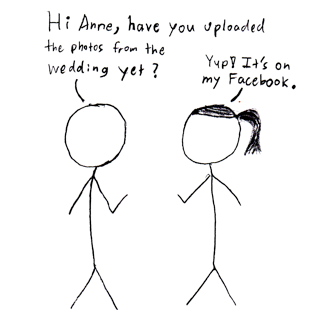 Hi Anne, have you uploaded
the photos from the
wedding yet?
Yup! It's on
my Facebook.